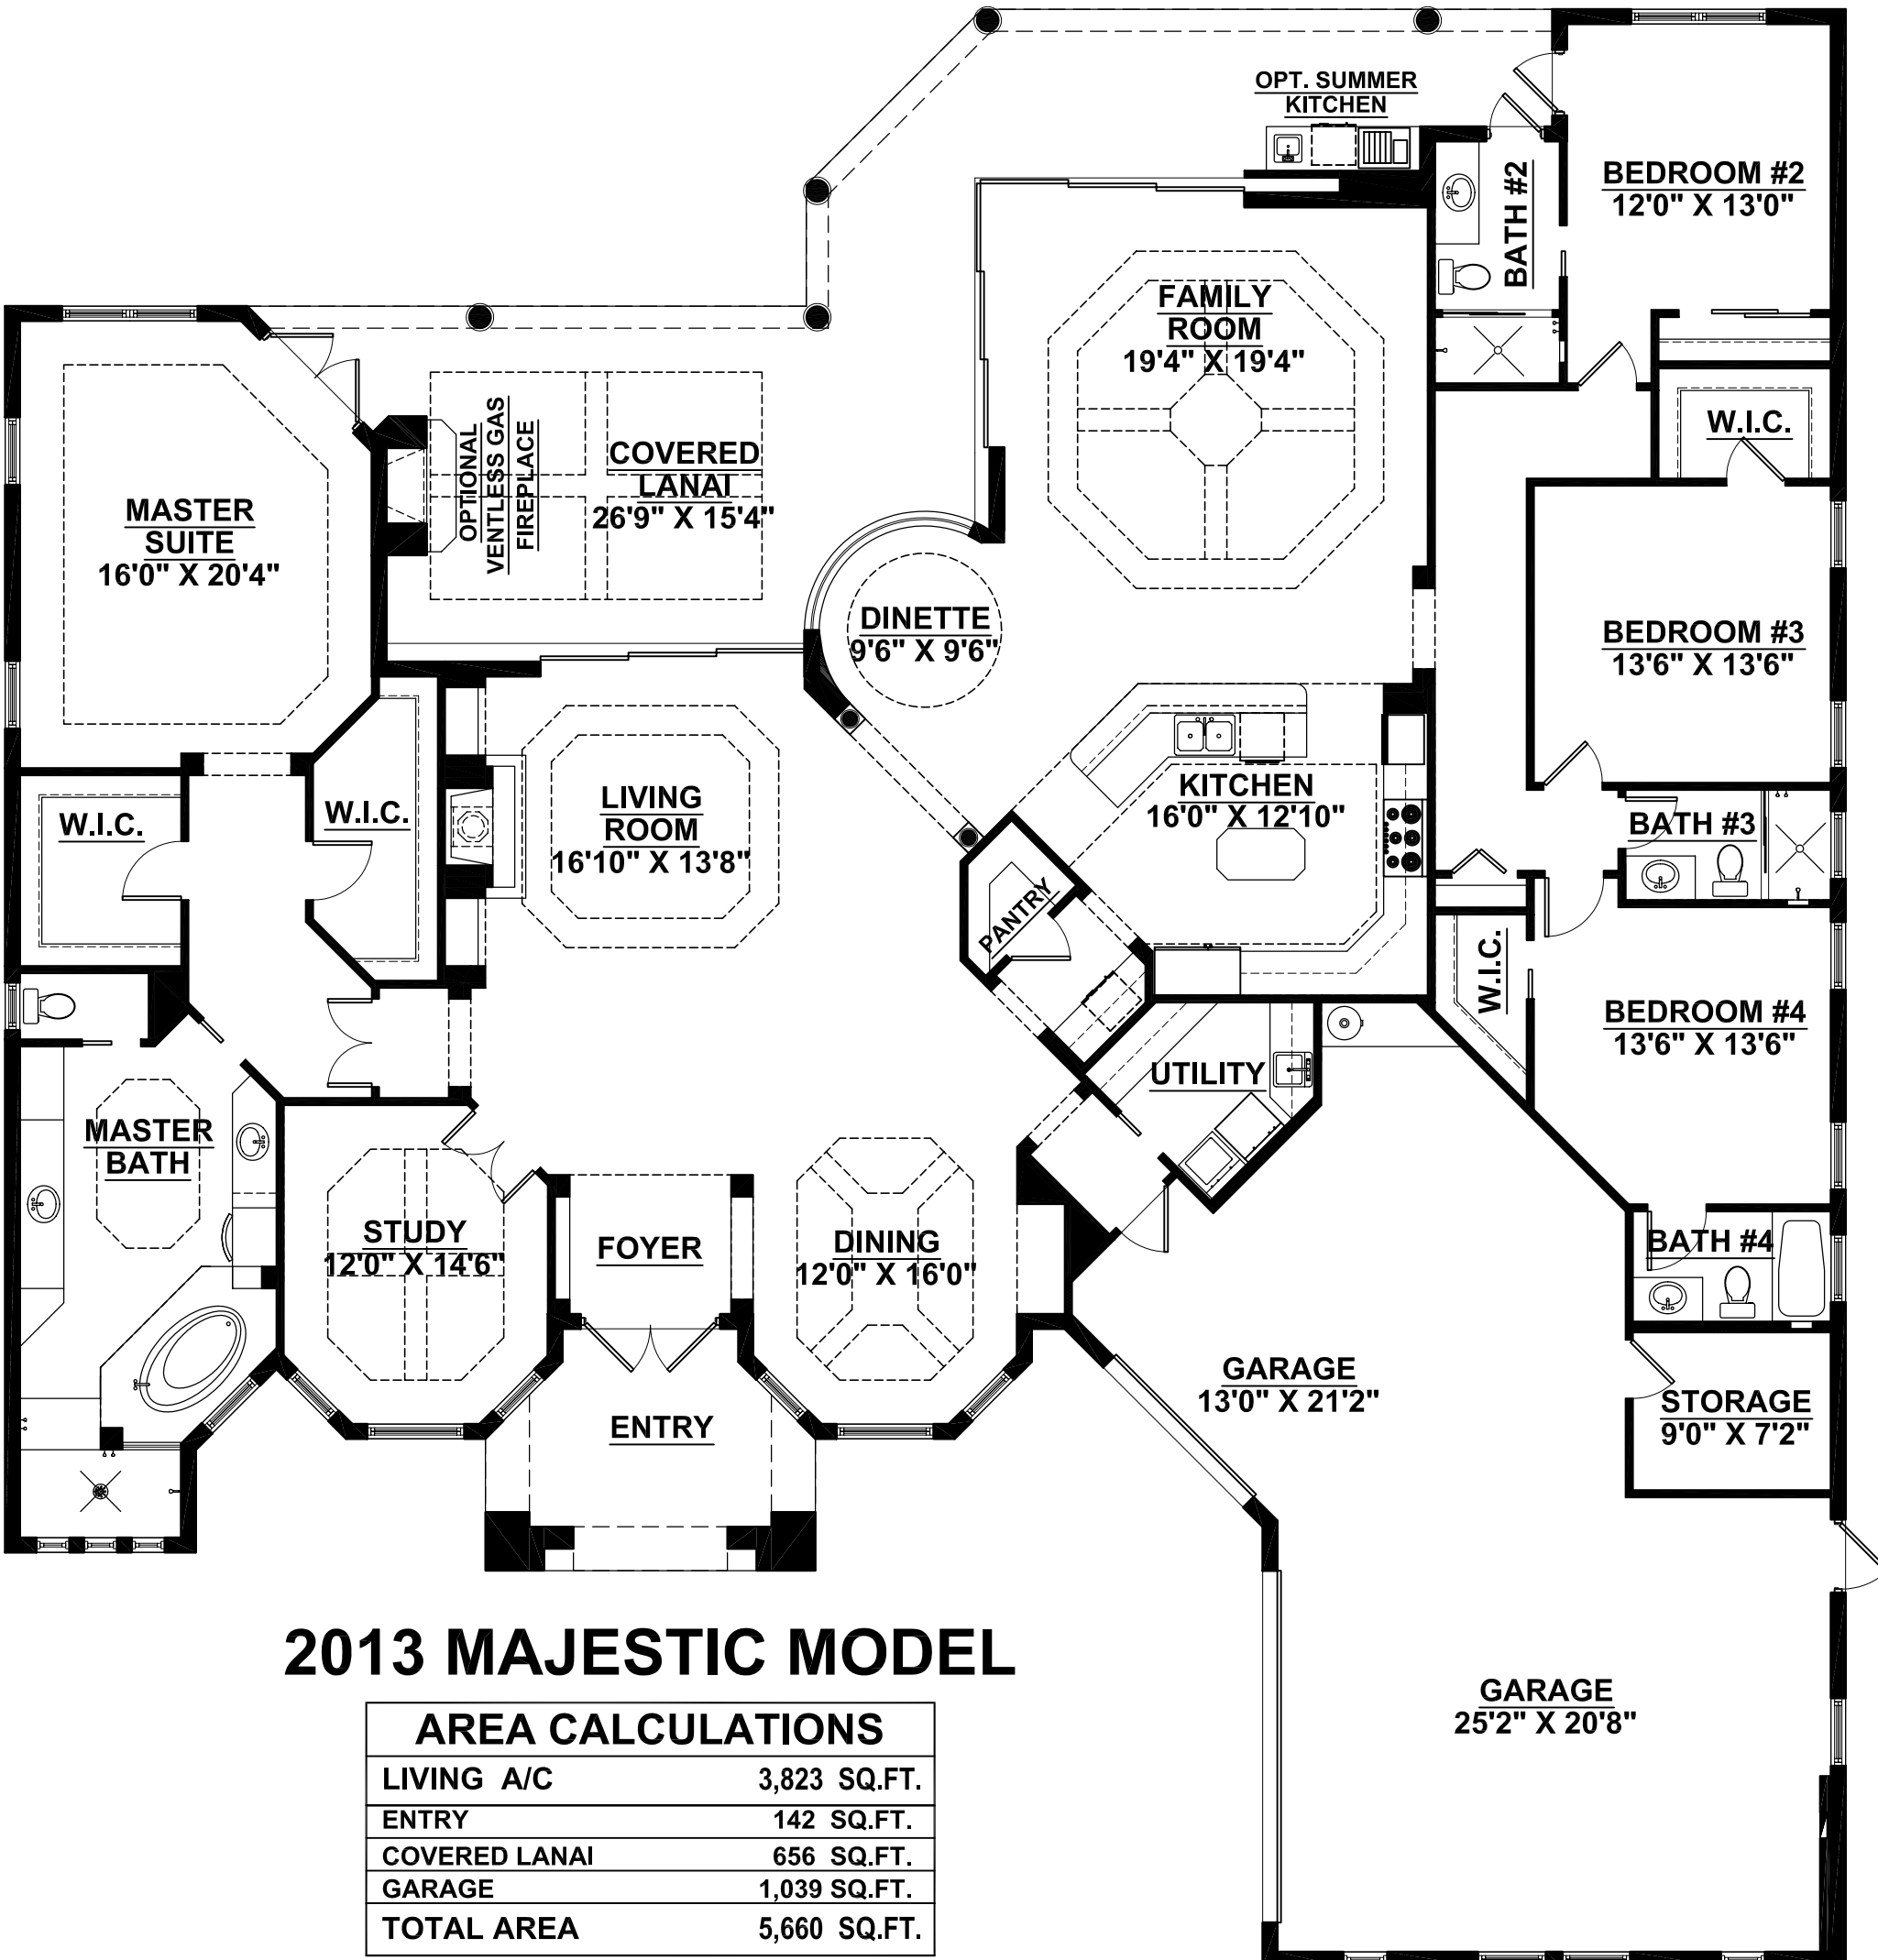 OPT. SUMMER
KITCHEN
BEDROOM #2
12'0" X 13'0"
BATH #2
FAMILY
ROOM
19'4" X 19'4"
W.I.C.
OPTIONAL
VENTLESS GAS
FIREPLACE
COVERED
LANAI
26'9" X 15'4"
MASTER
SUITE
16'0" X 20'4"
DINETTE
9'6" X 9'6"
BEDROOM #3
13'6" X 13'6"
W.I.C.
W.I.C.
LIVING
ROOM
16'10" X 13'8"
KITCHEN
16'0" X 12'10"
BATH #3
PANTRY
W.I.C.
BEDROOM #4
13'6" X 13'6"
UTILITY
MASTER
BATH
STUDY
12'0" X 14'6"
FOYER
DINING
12'0" X 16'0"
BATH #4
GARAGE
13'0" X 21'2"
STORAGE
9'0" X 7'2"
ENTRY
GARAGE
25'2" X 20'8"
2013 MAJESTIC MODEL
AREA CALCULATIONS
LIVING A/C 3,823 SQ.FT.
ENTRY 142 SQ.FT.
COVERED LANAI 656 SQ.FT.
GARAGE 1,039 SQ.FT.
TOTAL AREA 5,660 SQ.FT.